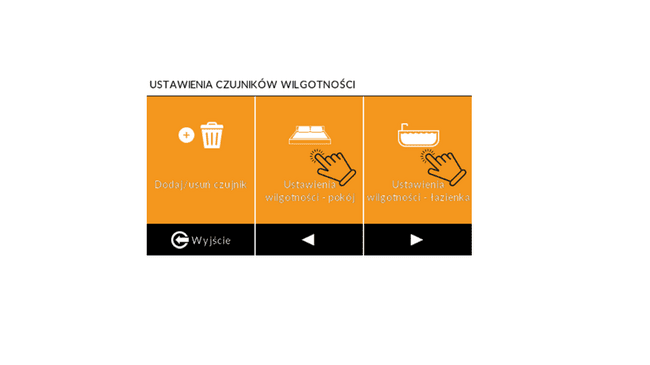 USTAWIENIA CZUJNIKÓW WILGOTNOŚCI
Dodaj/usuń czujnik
Ustawienia
wilgotności - pokój
Ustawienia
wilgotności - łazienka
Wyjście